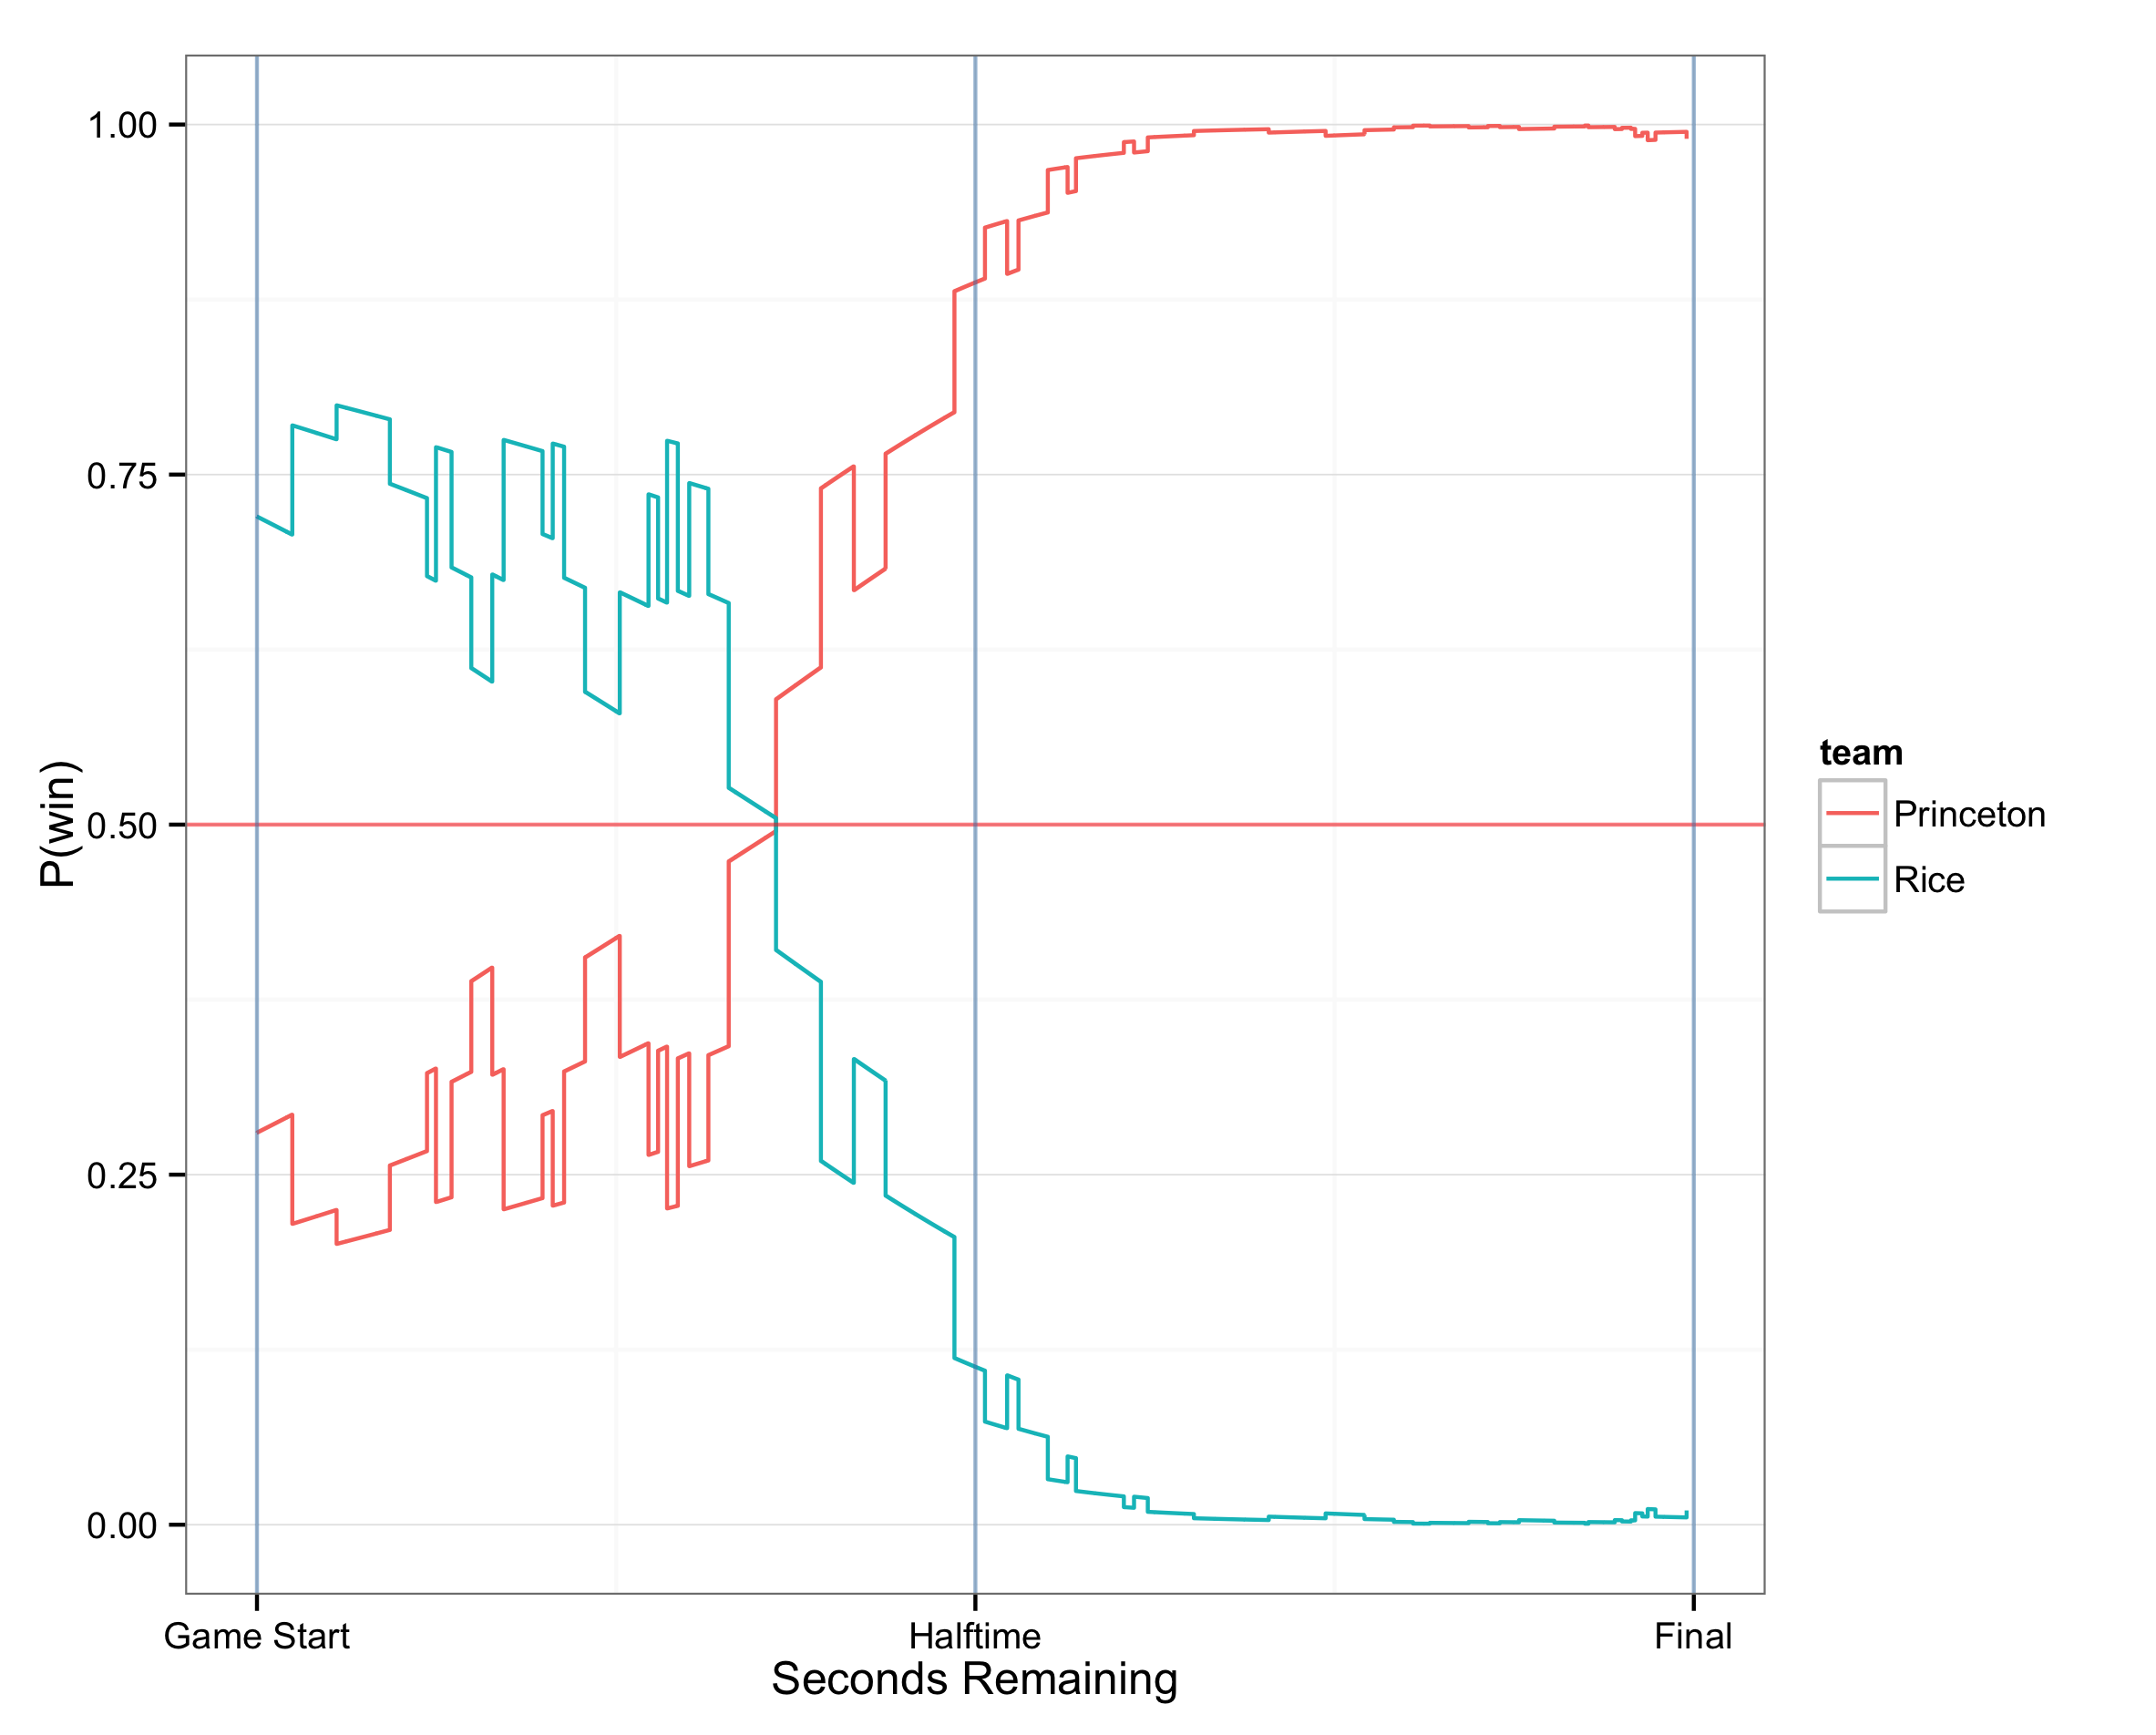 1.00
0.75
0.50
0.25
0.00
P(win)
Game Start
Halftime
Final
Seconds Remaining
team
Princeton
Rice